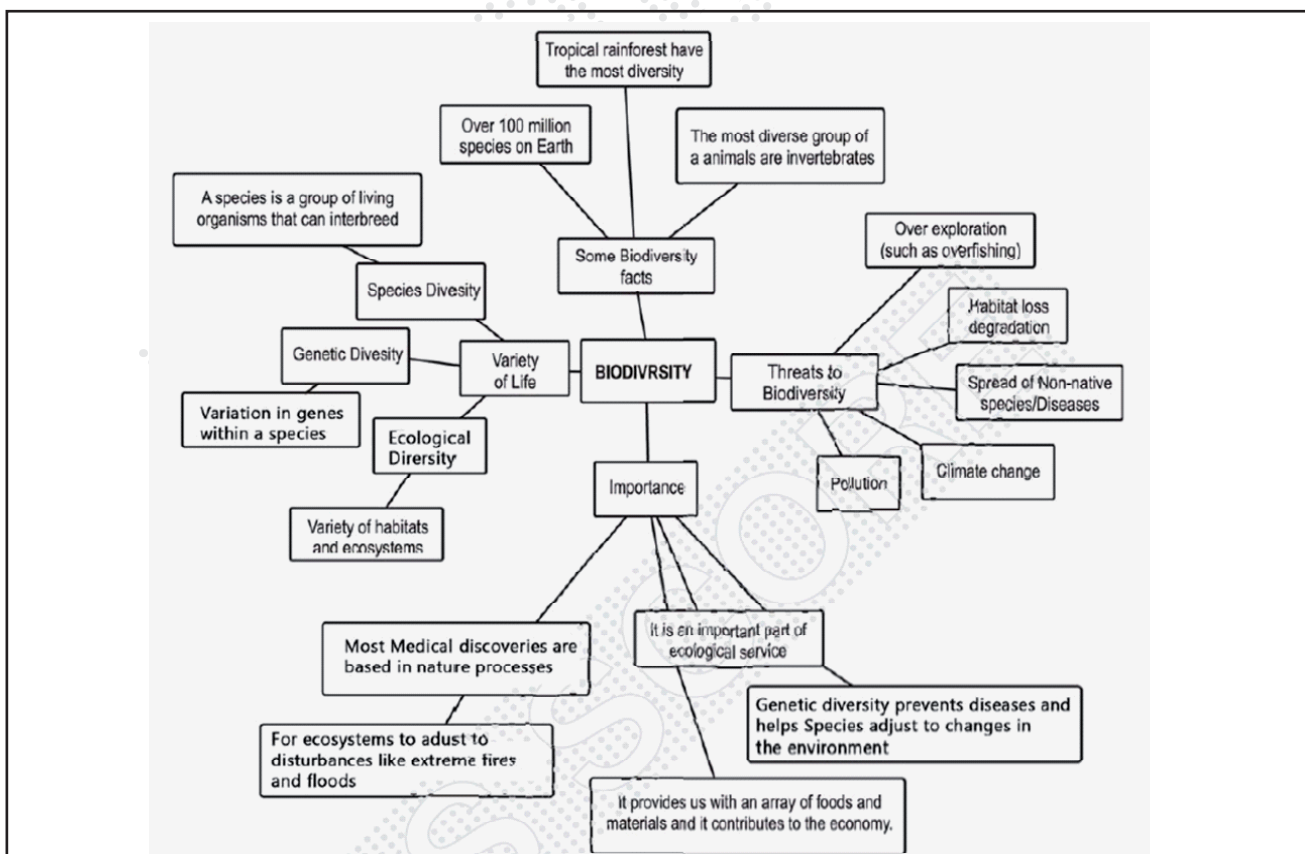 Tropical rainforest have
the most diversity
Over 100 million
species on Earth
The most diverse group of
a animals are invertebrates
A species is a group of living
organisms that can interbreed
Some Biodiversity
facts
Over exploration
(such as overfishing)
Species Divesity
Habitat loss
degradation
Genetic Divesity
Variety
of Life
BIODIVRSITY
Threats to
Biodiversity
Spread of Non-native
species/Diseases
Variation in genes
within a species
Ecological
Dirersity
Importance
Pollution
Climate change
Variety of habitats
and ecosystems
Most Medical discoveries are
based in nature processes
It is an important part of
ecological service
For ecosystems to adust to
disturbances like extreme fires
and floods
Genetic diversity prevents diseases and
helps Species adjust to changes in
the environment
It provides us with an array of foods and
materials and it contributes to the economy.
SCORE